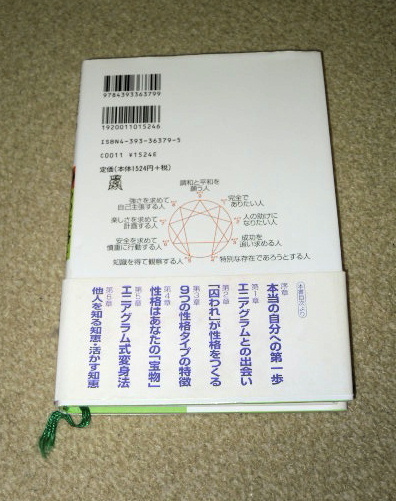 9784393363799
1920011015246
ISBN4-393-36379-5
C0011 ¥1524E
定価(本体1524円+税)
調和と平和を
願う人
完全で
ありたい人
人の助けに
なりたい人
成功を
追い求める人
特別な存在であろうとする人
知識を得て観察する人
安全を求めて
慎重に行動する人
楽しさを求めて
計画する人
強さを求めて
自己主張する人
本書目次より
序章
本当の自分への第一歩
第1章
エニアグラムとの出会い
第2章
「囚われ」が性格をつくる
第3章
9つの性格タイプの特徴
第4章
性格はあなたの「宝物」
第5章
エニアグラム式変身法
第6章
他人を知る知恵・活かす知恵